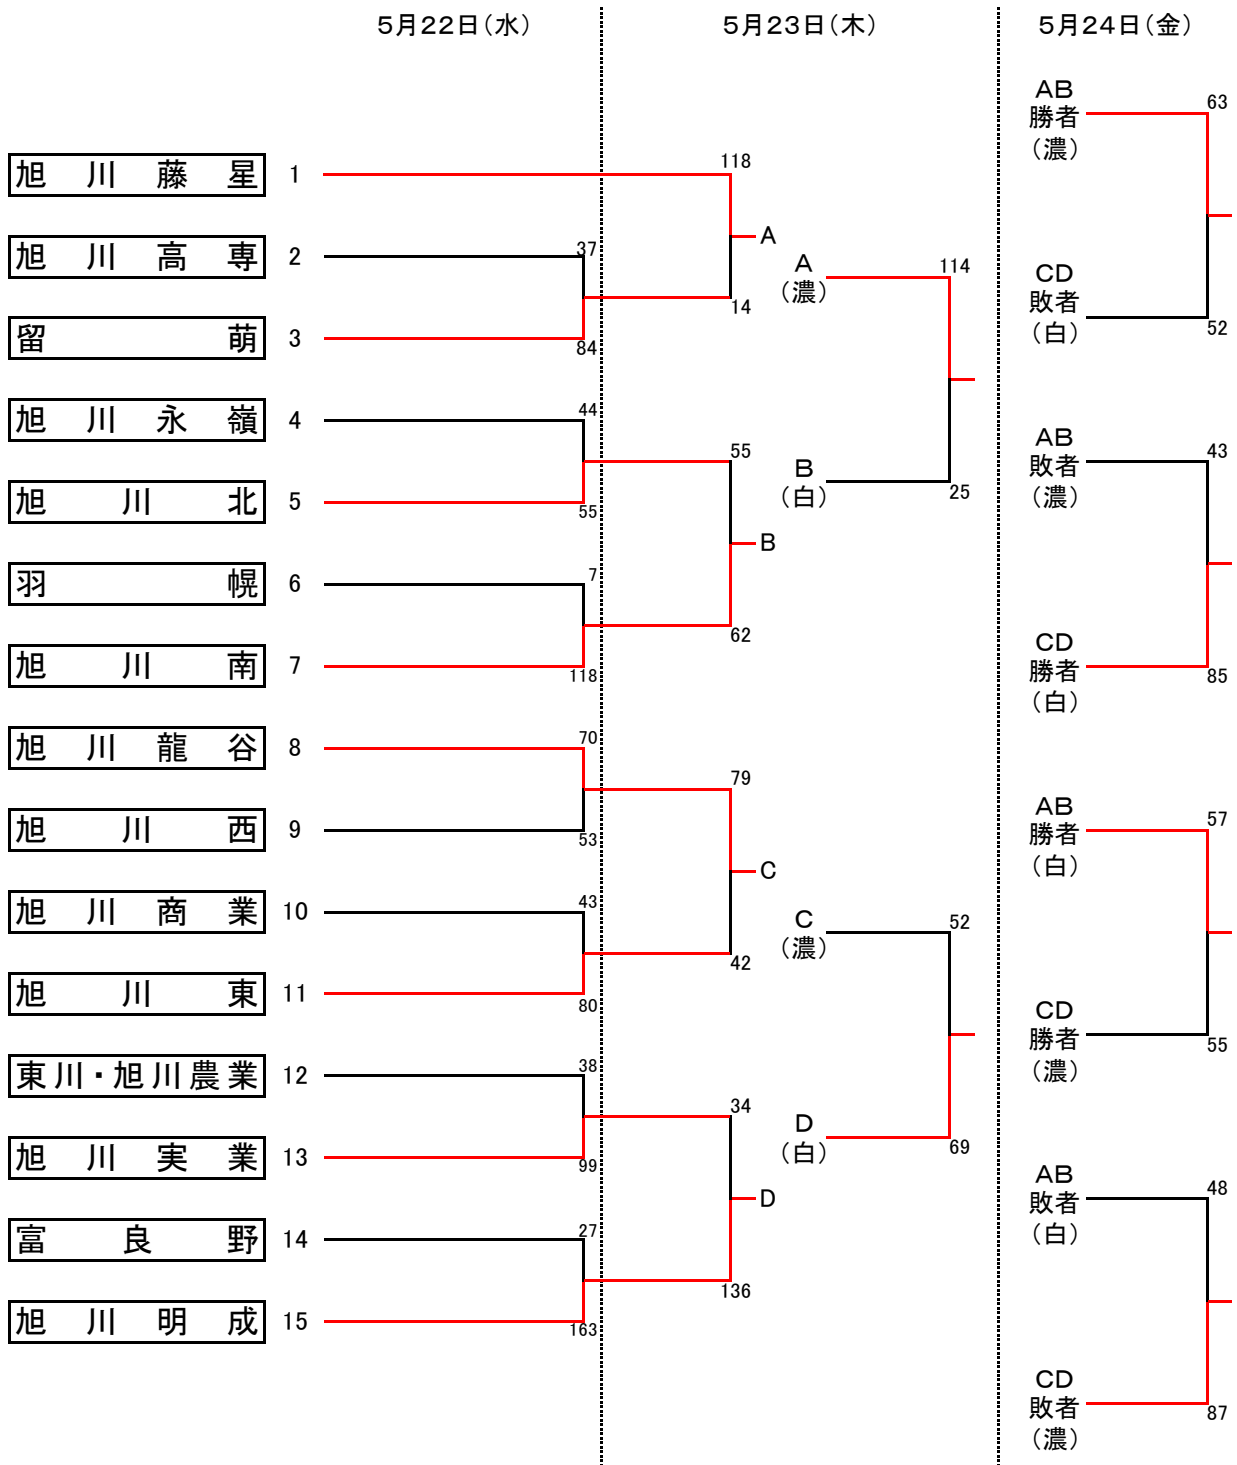 5月22日(水)
5月23日(木)
5月24日(金)
旭川藤星 1
旭川高専 2
留萌 3
旭川永嶺 4
旭川北 5
羽幌 6
旭川南 7
旭川龍谷 8
旭川西 9
旭川商業 10
旭川東 11
東川・旭川農業 12
旭川実業 13
富良野 14
旭川明成 15
37
84
44
55
7
118
70
53
43
80
38
99
27
163
118
A
14
55
B
62
79
C
42
34
D
136
A
(濃)
114
B
(白)
25
C
(濃)
52
D
(白)
69
AB
勝者
(濃)
63
CD
敗者
(白)
52
AB
敗者
(濃)
43
CD
勝者
(白)
85
AB
勝者
(白)
57
CD
勝者
(濃)
55
AB
敗者
(白)
48
CD
敗者
(濃)
87